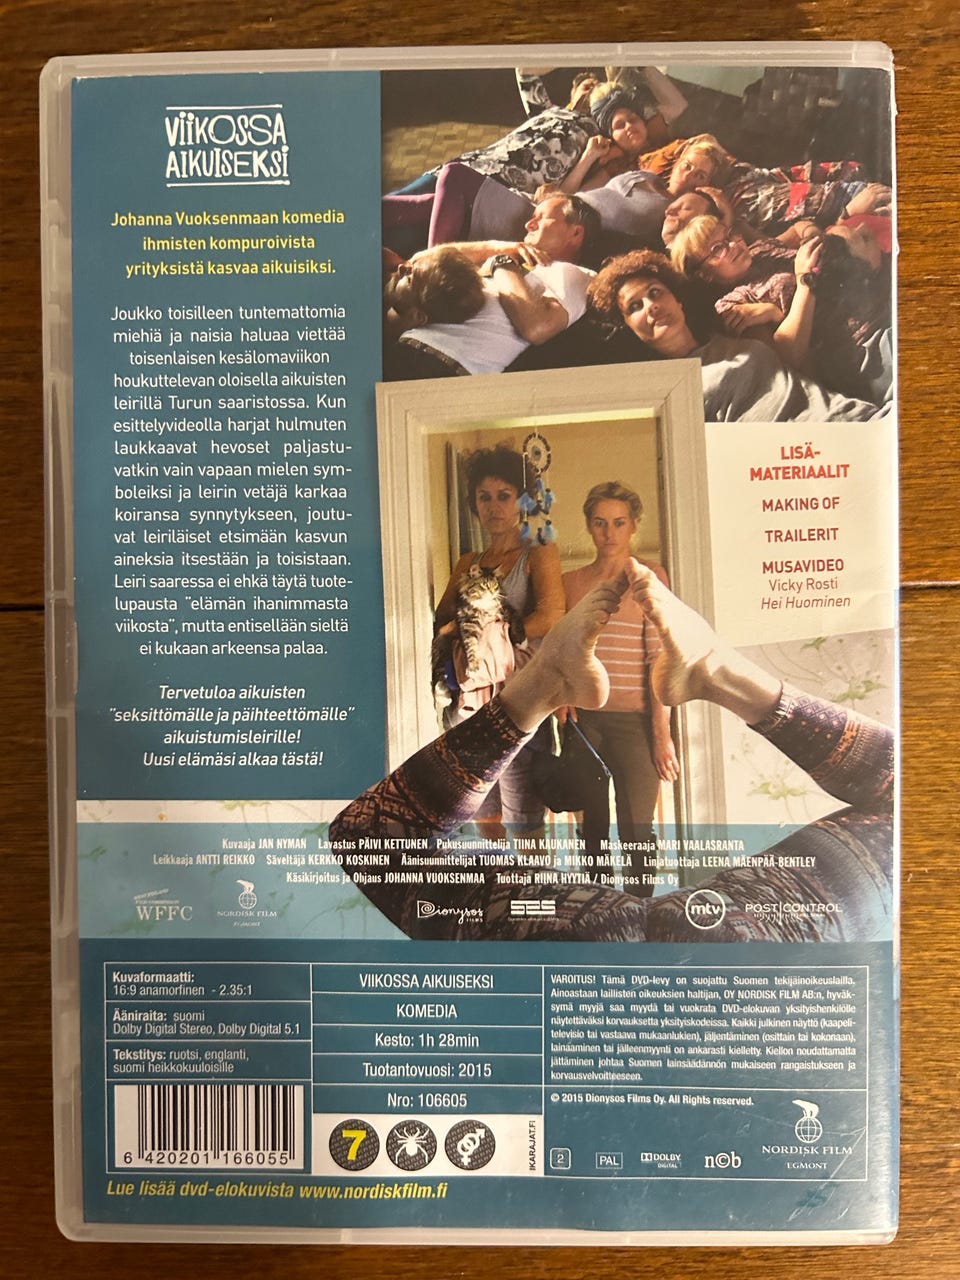 VIIKOSSA
AIKUISEKSI
Johanna Vuoksenmaan komedia
ihmisten kompuroivista
yrityksistä kasvaa aikuisiksi.
Joukko toisilleen tuntemattomia
miehiä ja naisia haluaa viettää
toisenlaisen kesälomaviikon
houkuttelevan oloisella aikuisten
leirillä Turun saaristossa. Kun
esittelyvideolla harjat hulmuten
laukkaavat hevoset paljastu-
vatkin vain vapaan mielen sym-
boleiksi ja leirin vetäjä karkaa
koiransa synnytykseen, joutu-
vat leiriläiset etsimään kasvun
aineksia itsestään ja toisistaan.
Leiri saaressa ei ehkä täytä tuote-
lupausta "elämän ihanimmasta
viikosta", mutta entisellään sieltä
ei kukaan arkeensa palaa.
Tervetuloa aikuisten
"seksittömälle ja päihteettömälle"
aikuistumisleirille!
Uusi elämäsi alkaa tästä!
LISÄ-
MATERIAALIT
MAKING OF
TRAILERIT
MUSAVIDEO
Vicky Rosti
Hei Huominen
Kuvaaja JAN NYMAN Lavastus PÄIVI KETTUNEN Pukusuunnittelija TIINA KAUKANEN Maskeeraaja MARI VAALASRANTA
Leikkaaja ANTTI REIKKO Säveltäjä KERKKO KOSKINEN Äänisuunnittelijat TUOMAS KLAAVO ja MIKKO MÄKELÄ Linjatuottaja LEENA MÄENPÄÄ-BENTLEY
Käsikirjoitus ja Ohjaus JOHANNA VUOKSENMAA Tuottaja RIINA HYYTIÄ / Dionysos Films Oy
WFFC
NORDISK FILM
EGMONT
Dionysos
FILMS
SES
mtv
POST CONTROL
Kuvaformaatti:
16:9 anamorfinen - 2.35:1
Ääniraita: suomi
Dolby Digital Stereo, Dolby Digital 5.1
Tekstitys: ruotsi, englanti,
suomi heikkokuuloisille
6 420201 166055
VIIKOSSA AIKUISEKSI
KOMEDIA
Kesto: 1h 28min
Tuotantovuosi: 2015
Nro: 106605
7
IKARAJAT.FI
VAROITUS! Tämä DVD-levy on suojattu Suomen tekijäinoikeuslailla.
Ainoastaan laillisten oikeuksien haltijan, OY NORDISK FILM AB:n, hyväk-
symä myyjä saa myydä tai vuokrata DVD-elokuvan yksityishenkilölle
näytettäväksi korvauksetta yksityiskodeissa. Kaikki julkinen näyttö (kaapeli-
televisio tai vastaava mukaanlukien), jäljentäminen (osittain tai kokonaan),
lainaaminen tai jälleenmyynti on ankarasti kielletty. Kiellon noudattamatta
jättäminen johtaa Suomen lainsäädännön mukaiseen rangaistukseen ja
korvausvelvoitteeseen.
© 2015 Dionysos Films Oy. All Rights reserved.
2
PAL
DOLBY
DIGITAL
n©b
NORDISK FILM
EGMONT
Lue lisää dvd-elokuvista www.nordiskfilm.fi